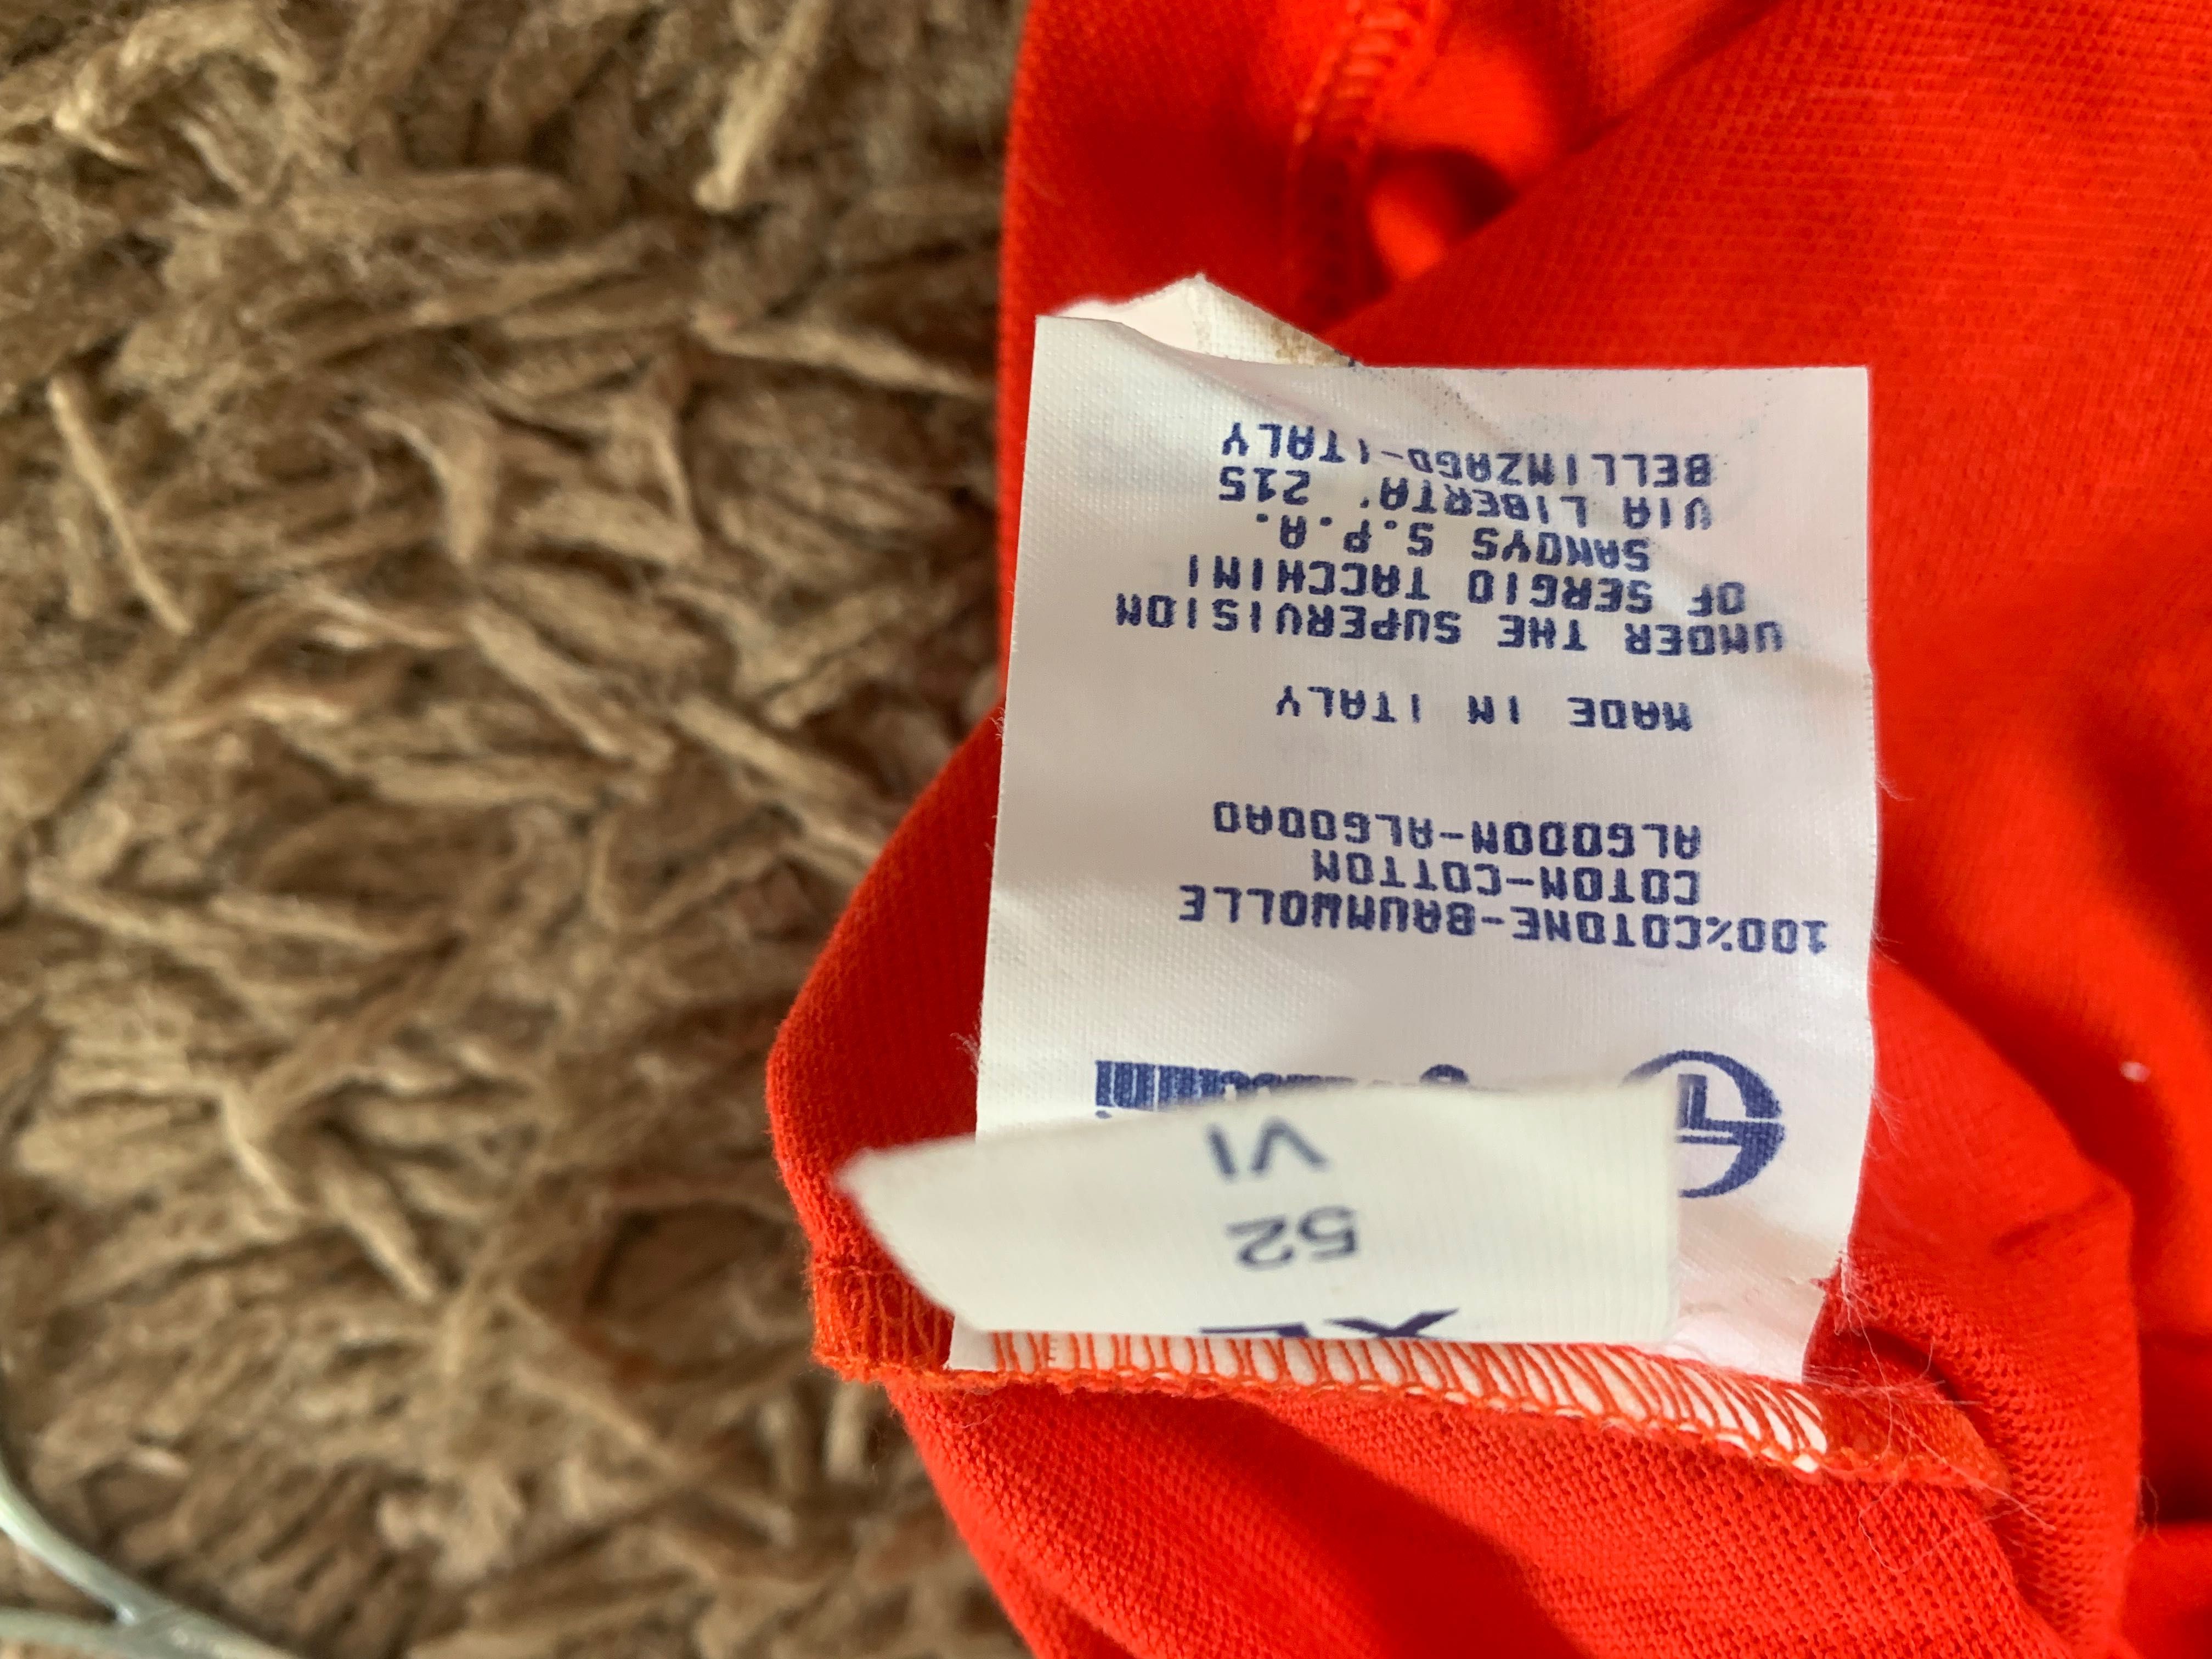 XL
52
VI
100%COTONE-BAUMWOLLE
COTON-COTTON
ALGODON-ALGODAO
MADE IN ITALY
UNDER THE SUPERVISION
OF SERGIO TACCHINI
SANDYS S.P.A.
VIA LIBERTA' 215
BELLINZAGO-ITALY